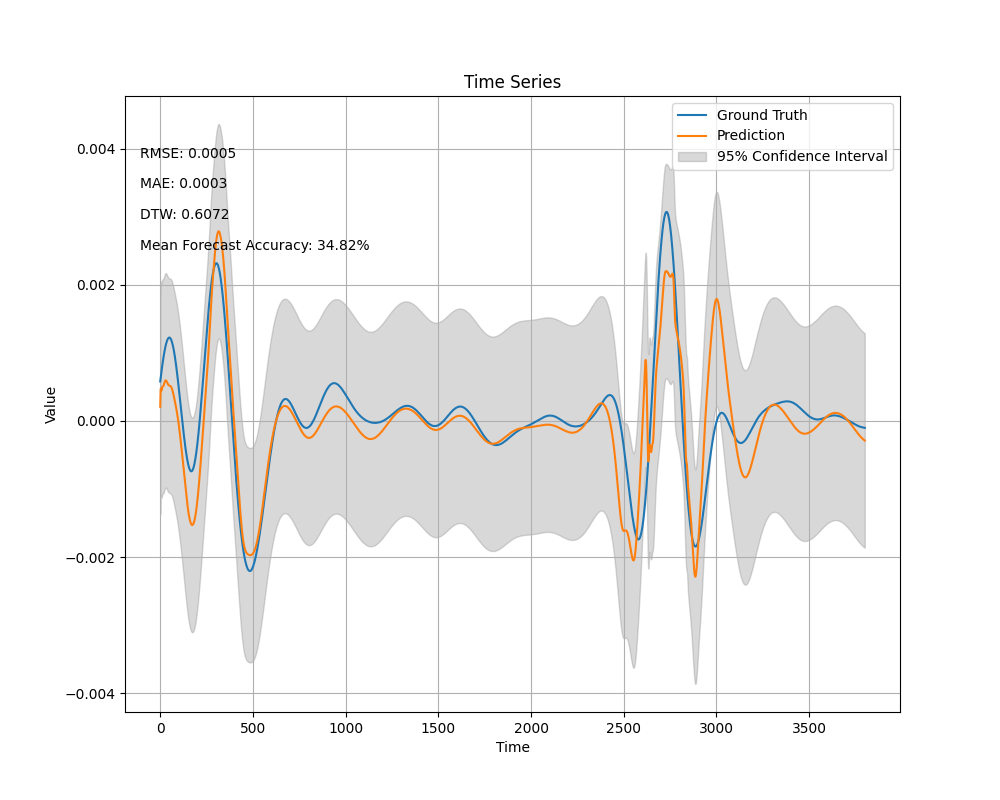 Time Series
Ground Truth
Prediction
95% Confidence Interval
RMSE: 0.0005
MAE: 0.0003
DTW: 0.6072
Mean Forecast Accuracy: 34.82%
Value
0.004
0.002
0.000
−0.002
−0.004
0 500 1000 1500 2000 2500 3000 3500
Time